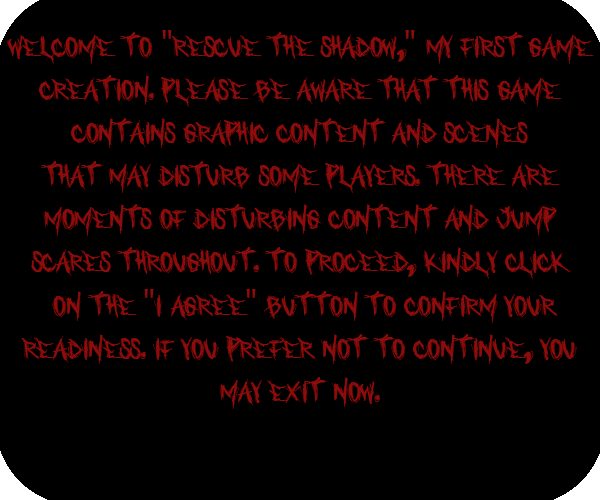 WELCOME TO "RESCUE THE SHADOW," MY FIRST GAME
CREATION. PLEASE BE AWARE THAT THIS GAME
CONTAINS GRAPHIC CONTENT AND SCENES
THAT MAY DISTURB SOME PLAYERS. THERE ARE
MOMENTS OF DISTURBING CONTENT AND JUMP
SCARES THROUGHOUT. TO PROCEED, KINDLY CLICK
ON THE "I AGREE" BUTTON TO CONFIRM YOUR
READINESS. IF YOU PREFER NOT TO CONTINUE, YOU
MAY EXIT NOW.